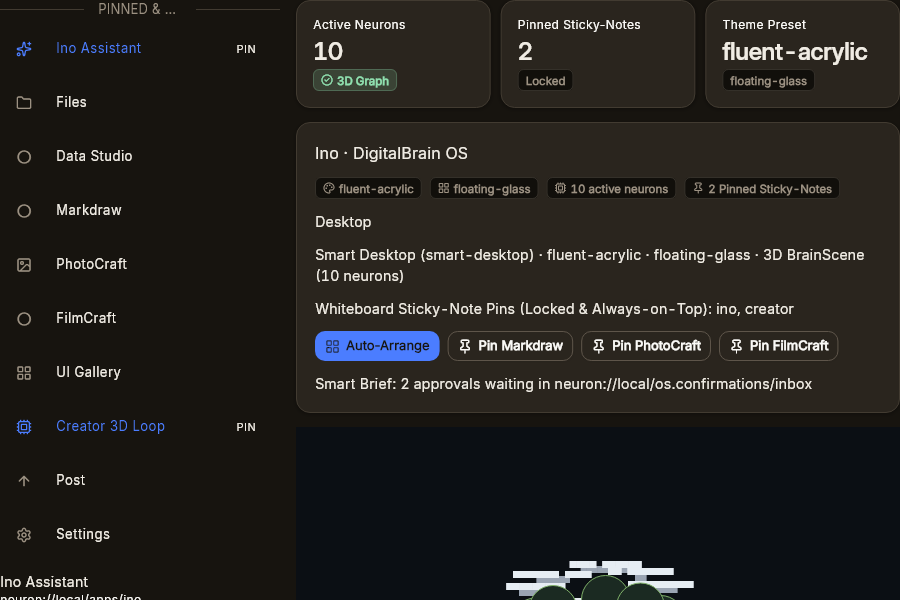 PINNED & ...
Ino Assistant PIN
Files
Data Studio
Markdraw
PhotoCraft
FilmCraft
UI Gallery
Creator 3D Loop PIN
Post
Settings
Ino Assistant
neuron://local/apps/ino
Active Neurons
10
3D Graph
Pinned Sticky-Notes
2
Locked
Theme Preset
fluent-acrylic
floating-glass
Ino · DigitalBrain OS
fluent-acrylic floating-glass 10 active neurons 2 Pinned Sticky-Notes
Desktop
Smart Desktop (smart-desktop) · fluent-acrylic · floating-glass · 3D BrainScene
(10 neurons)
Whiteboard Sticky-Note Pins (Locked & Always-on-Top): ino, creator
Auto-Arrange Pin Markdraw Pin PhotoCraft Pin FilmCraft
Smart Brief: 2 approvals waiting in neuron://local/os.confirmations/inbox